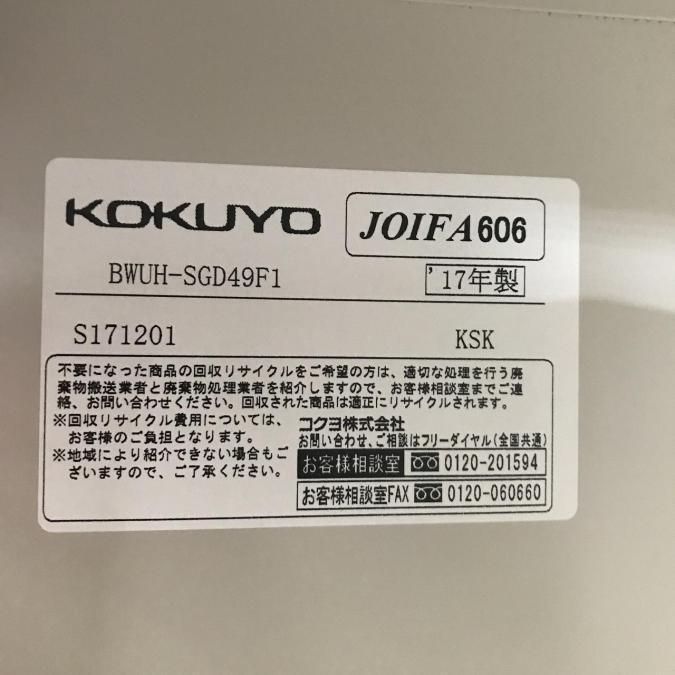 KOKUYO JOIFA606
BWUH-SGD49F1 '17年製
S171201 KSK
不要になった商品の回収リサイクルをご希望の方は、適切な処理を行う廃
棄物搬送業者と廃棄物処理業者を紹介しますので、お客様相談室までご連
絡、お問い合わせください。回収された商品は適正にリサイクルされます。
※回収リサイクル費用については、
お客様のご負担となります。
※地域により紹介できない場合もご
ざいますので、ご了承ください。
コクヨ株式会社
お問い合わせ、ご相談はフリーダイヤル(全国共通)
お客様相談室 0120-201594
お客様相談室FAX 0120-060660